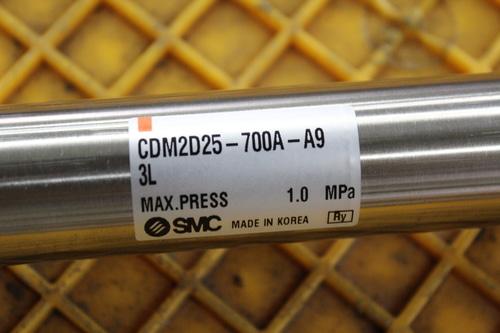 CDM2D25-700A-A9
3L
MAX.PRESS 1.0 MPa
SMC MADE IN KOREA Ry